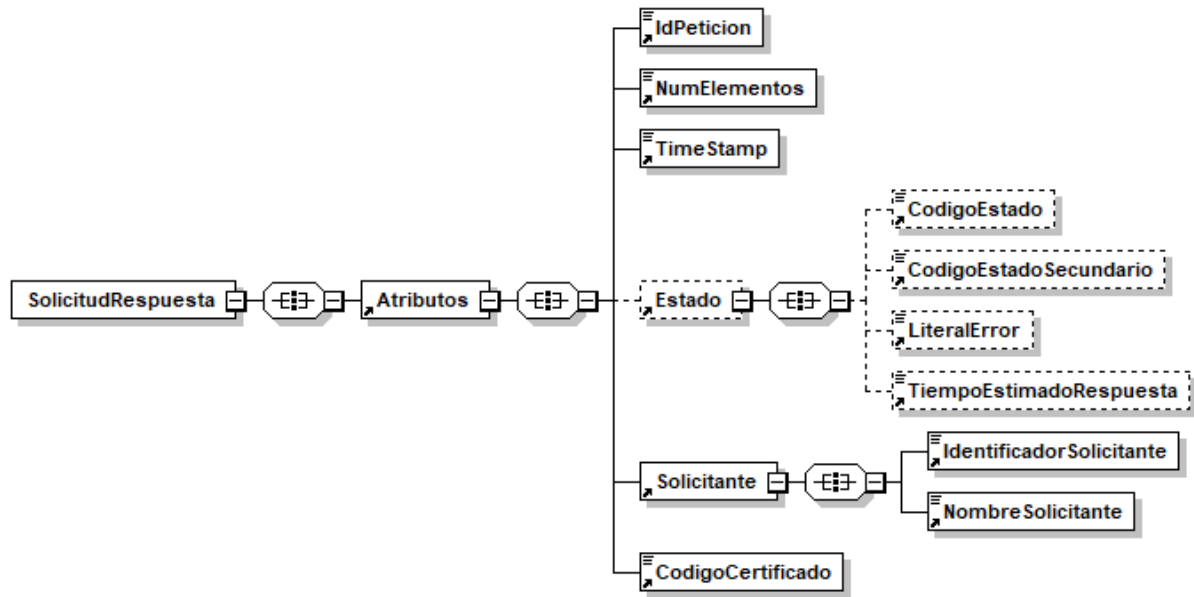 IdPeticion
NumElementos
TimeStamp
CodigoEstado
CodigoEstadoSecundario
SolicitudRespuesta
Atributos
Estado
LiteralError
TiempoEstimadoRespuesta
IdentificadorSolicitante
Solicitante
NombreSolicitante
CodigoCertificado